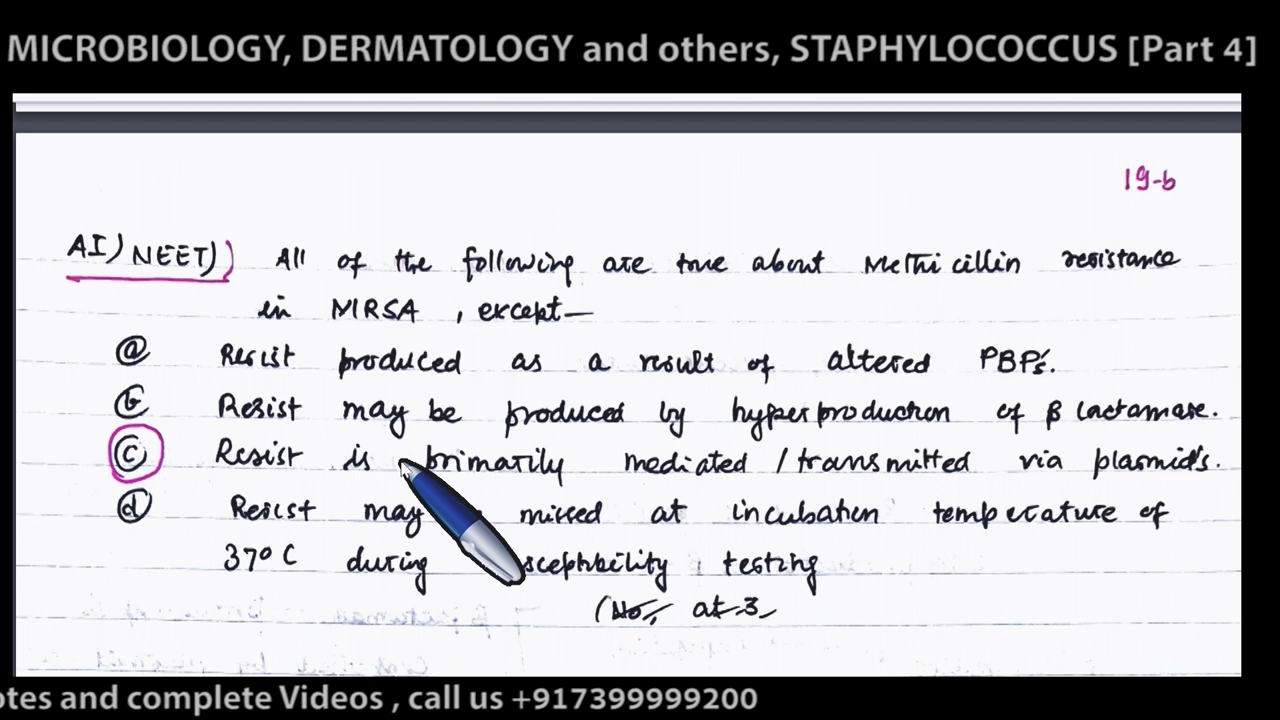 MICROBIOLOGY, DERMATOLOGY and others, STAPHYLOCOCCUS [Part 4]
19-b
AI) NEET) All of the following are true about Methicillin resistance
in MRSA , except—
(a) Resist produced as a result of altered PBP's.
(b) Resist may be produced by hyperproduction of β lactamase.
(c) Resist is primarily mediated / transmitted via plasmids.
(d) Resist may missed at incubation temperature of
37°C during sceptibility testing
(No, at 3
otes and complete Videos , call us +917399999200